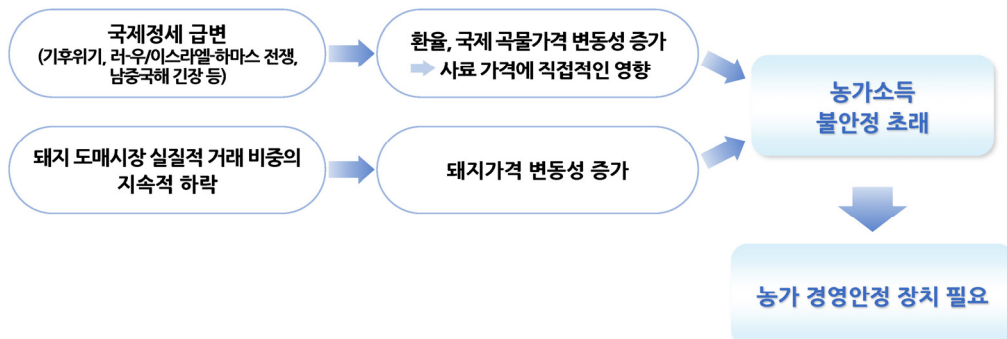 국제정세 급변
(기후위기, 러-우/이스라엘-하마스 전쟁,
남중국해 긴장 등)
환율, 국제 곡물가격 변동성 증가
사료 가격에 직접적인 영향
돼지 도매시장 실질적 거래 비중의
지속적 하락
돼지가격 변동성 증가
농가소득
불안정 초래
농가 경영안정 장치 필요